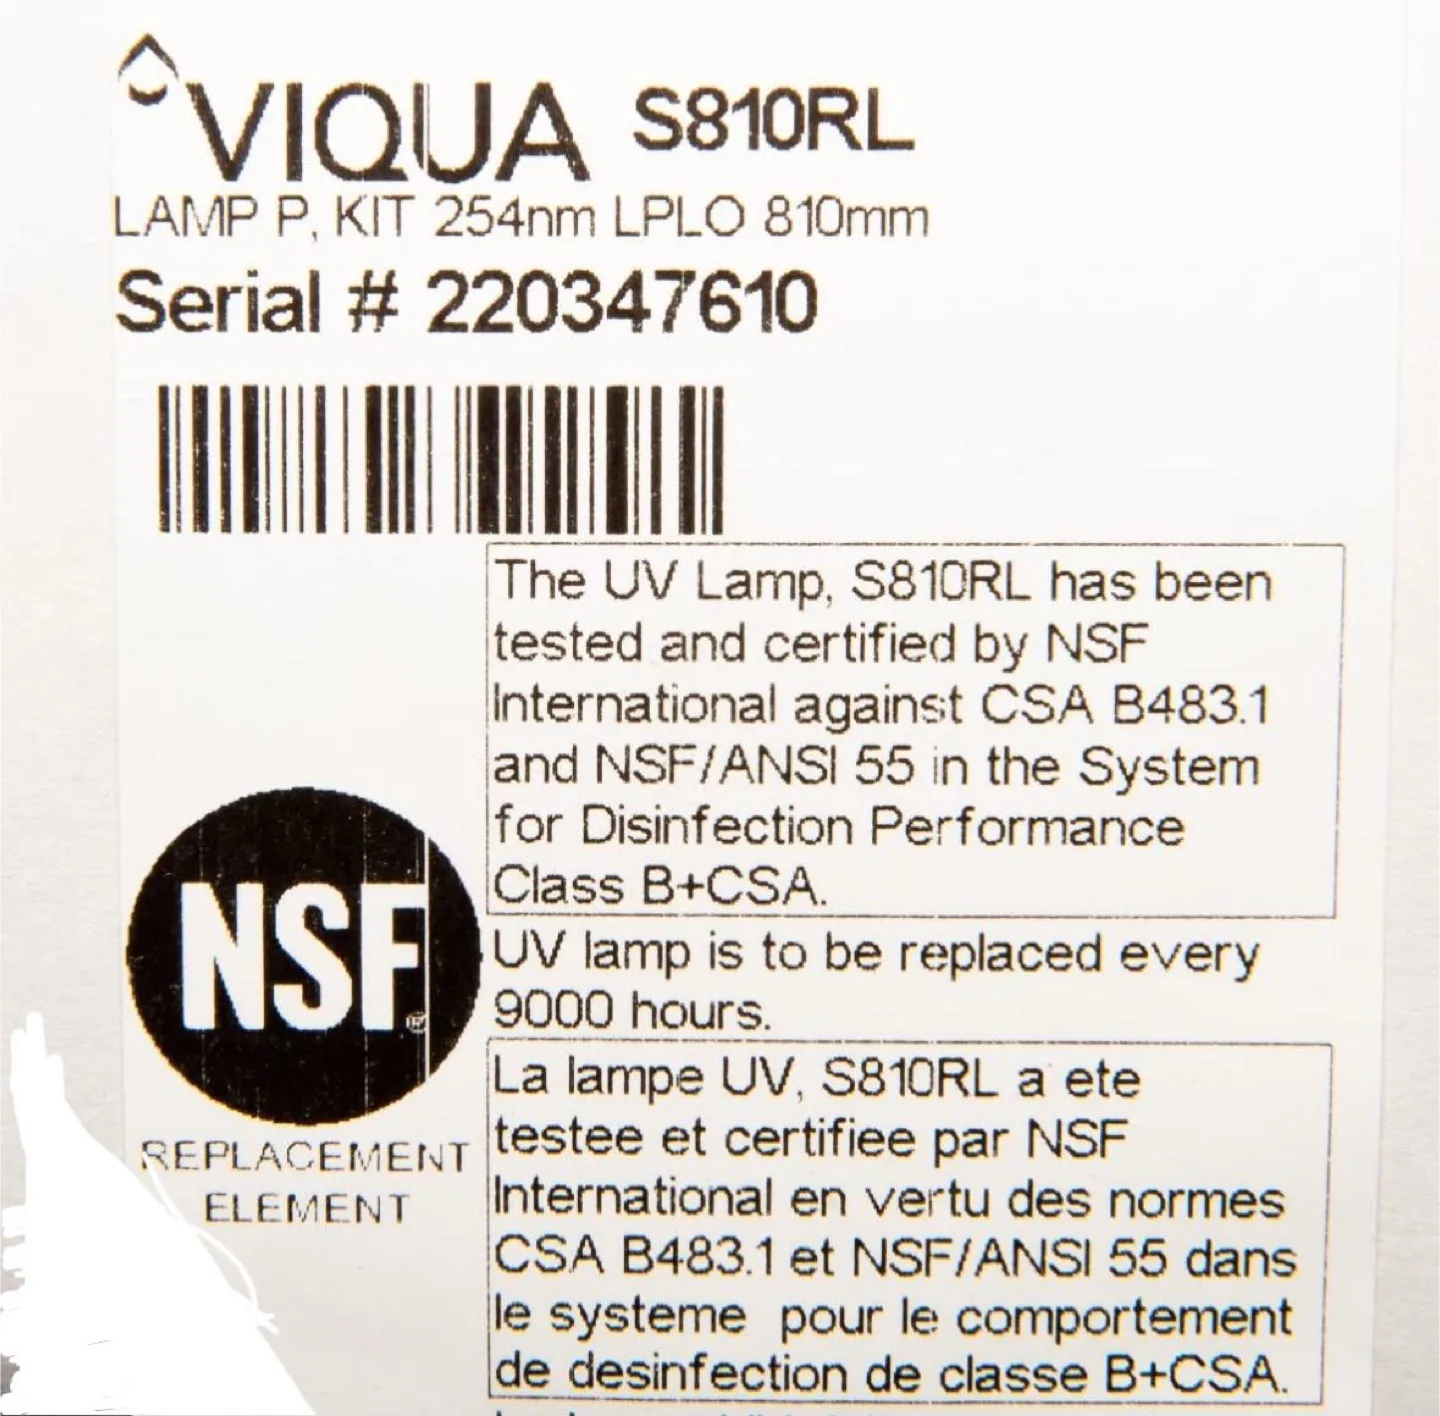 VIQUA S810RL
LAMP P, KIT 254nm LPLO 810mm
Serial # 220347610
The UV Lamp, S810RL has been
tested and certified by NSF
International against CSA B483.1
and NSF/ANSI 55 in the System
for Disinfection Performance
Class B+CSA.
NSF®
REPLACEMENT
ELEMENT
UV lamp is to be replaced every
9000 hours.
La lampe UV, S810RL a ete
testee et certifiee par NSF
International en vertu des normes
CSA B483.1 et NSF/ANSI 55 dans
le systeme pour le comportement
de desinfection de classe B+CSA.